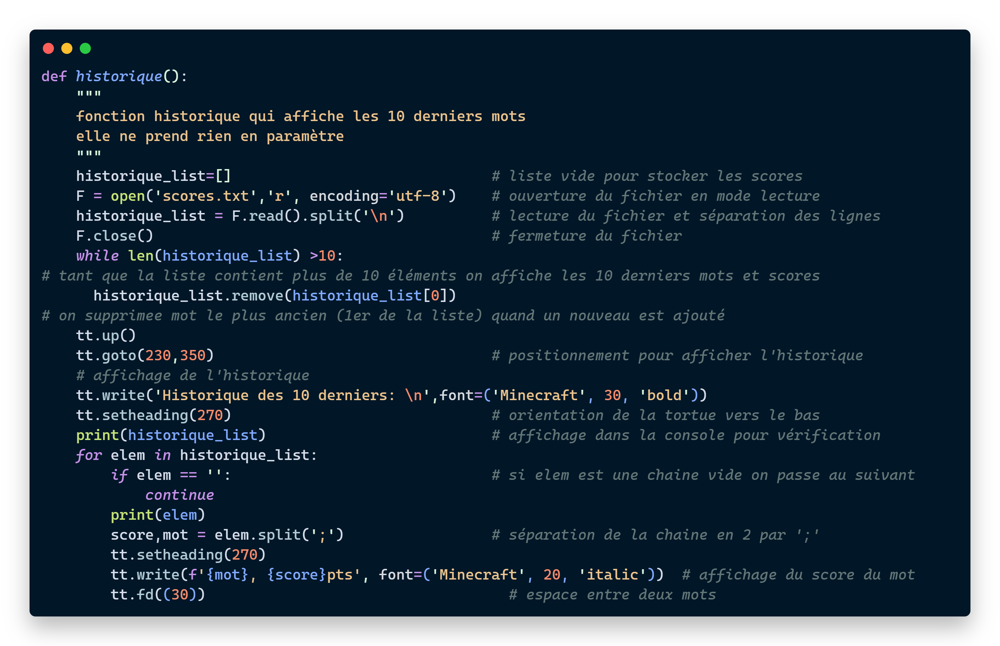 def historique():
    """
    fonction historique qui affiche les 10 derniers mots
    elle ne prend rien en paramètre
    """
    historique_list=[]                              # liste vide pour stocker les scores
    F = open('scores.txt','r', encoding='utf-8')    # ouverture du fichier en mode lecture
    historique_list = F.read().split('\n')          # lecture du fichier et séparation des lignes
    F.close()                                       # fermeture du fichier
    while len(historique_list) >10:
# tant que la liste contient plus de 10 éléments on affiche les 10 derniers mots et scores
      historique_list.remove(historique_list[0])
# on supprimee mot le plus ancien (1er de la liste) quand un nouveau est ajouté
    tt.up()
    tt.goto(230,350)                                # positionnement pour afficher l'historique
    # affichage de l'historique
    tt.write('Historique des 10 derniers: \n',font=('Minecraft', 30, 'bold'))
    tt.setheading(270)                              # orientation de la tortue vers le bas
    print(historique_list)                          # affichage dans la console pour vérification
    for elem in historique_list:
        if elem == '':                              # si elem est une chaine vide on passe au suivant
            continue
        print(elem)
        score,mot = elem.split(';')                 # séparation de la chaine en 2 par ';'
        tt.setheading(270)
        tt.write(f'{mot}, {score}pts', font=('Minecraft', 20, 'italic'))  # affichage du score du mot
        tt.fd((30))                                   # espace entre deux mots